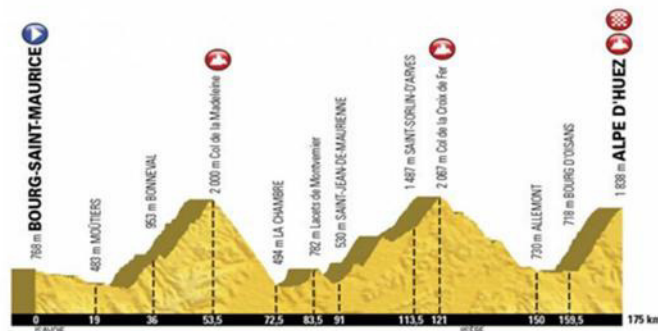 768 m BOURG-SAINT-MAURICE
483 m MOÛTIERS
953 m BONNEVAL
2 000 m Col de la Madeleine
494 m LA CHAMBRE
782 m Lacets de Montvernier
530 m SAINT-JEAN-DE-MAURIENNE
1 487 m SAINT-SORLIN-D'ARVES
2 067 m Col de la Croix de Fer
730 m ALLEMONT
718 m BOURG D'OISANS
1 838 m ALPE D'HUEZ
0 19 36 53,5 72,5 83,5 91 113,5 121 150 159,5 175 km